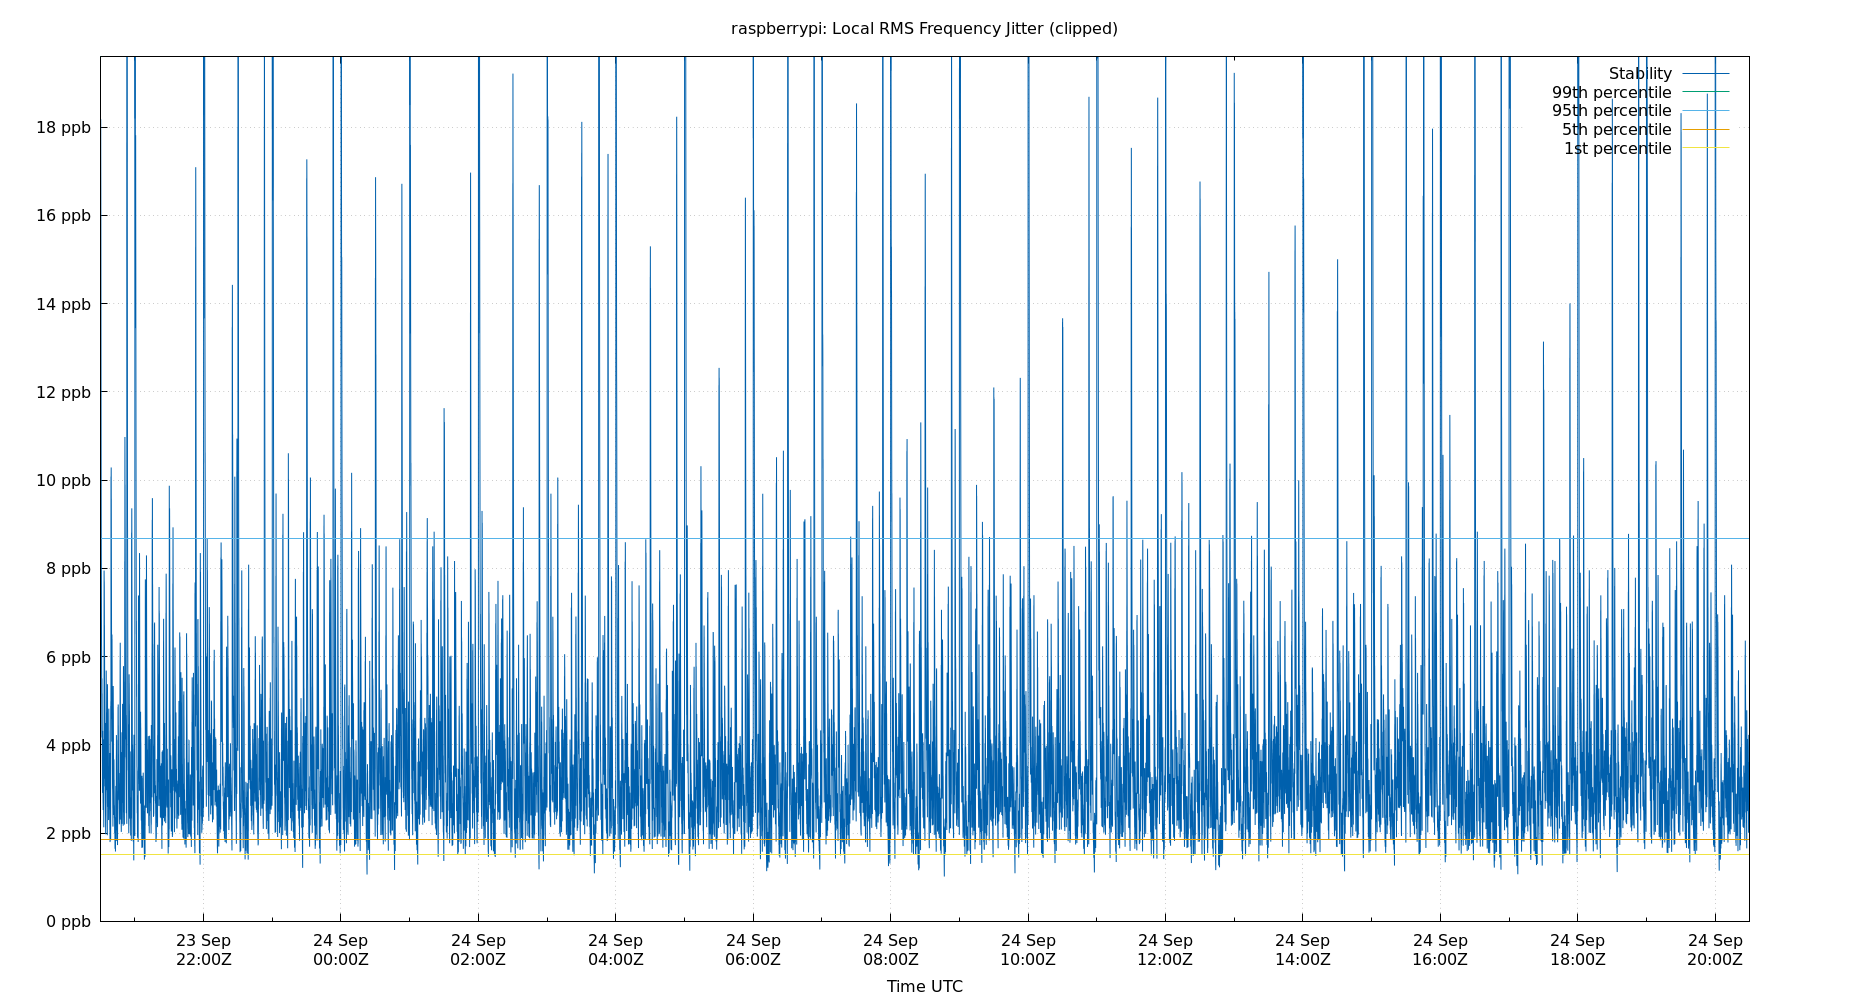 raspberrypi: Local RMS Frequency Jitter (clipped)
Stability
99th percentile
95th percentile
5th percentile
1st percentile
18 ppb
16 ppb
14 ppb
12 ppb
10 ppb
8 ppb
6 ppb
4 ppb
2 ppb
0 ppb
23 Sep 24 Sep 24 Sep 24 Sep 24 Sep 24 Sep 24 Sep 24 Sep 24 Sep 24 Sep 24 Sep 24 Sep
22:00Z 00:00Z 02:00Z 04:00Z 06:00Z 08:00Z 10:00Z 12:00Z 14:00Z 16:00Z 18:00Z 20:00Z
Time UTC